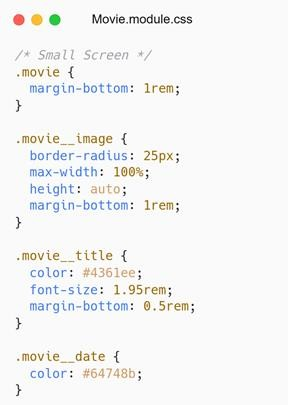 Movie.module.css
/* Small Screen */
.movie {
  margin-bottom: 1rem;
}
.movie__image {
  border-radius: 25px;
  max-width: 100%;
  height: auto;
  margin-bottom: 1rem;
}
.movie__title {
  color: #4361ee;
  font-size: 1.95rem;
  margin-bottom: 0.5rem;
}
.movie__date {
  color: #64748b;
}